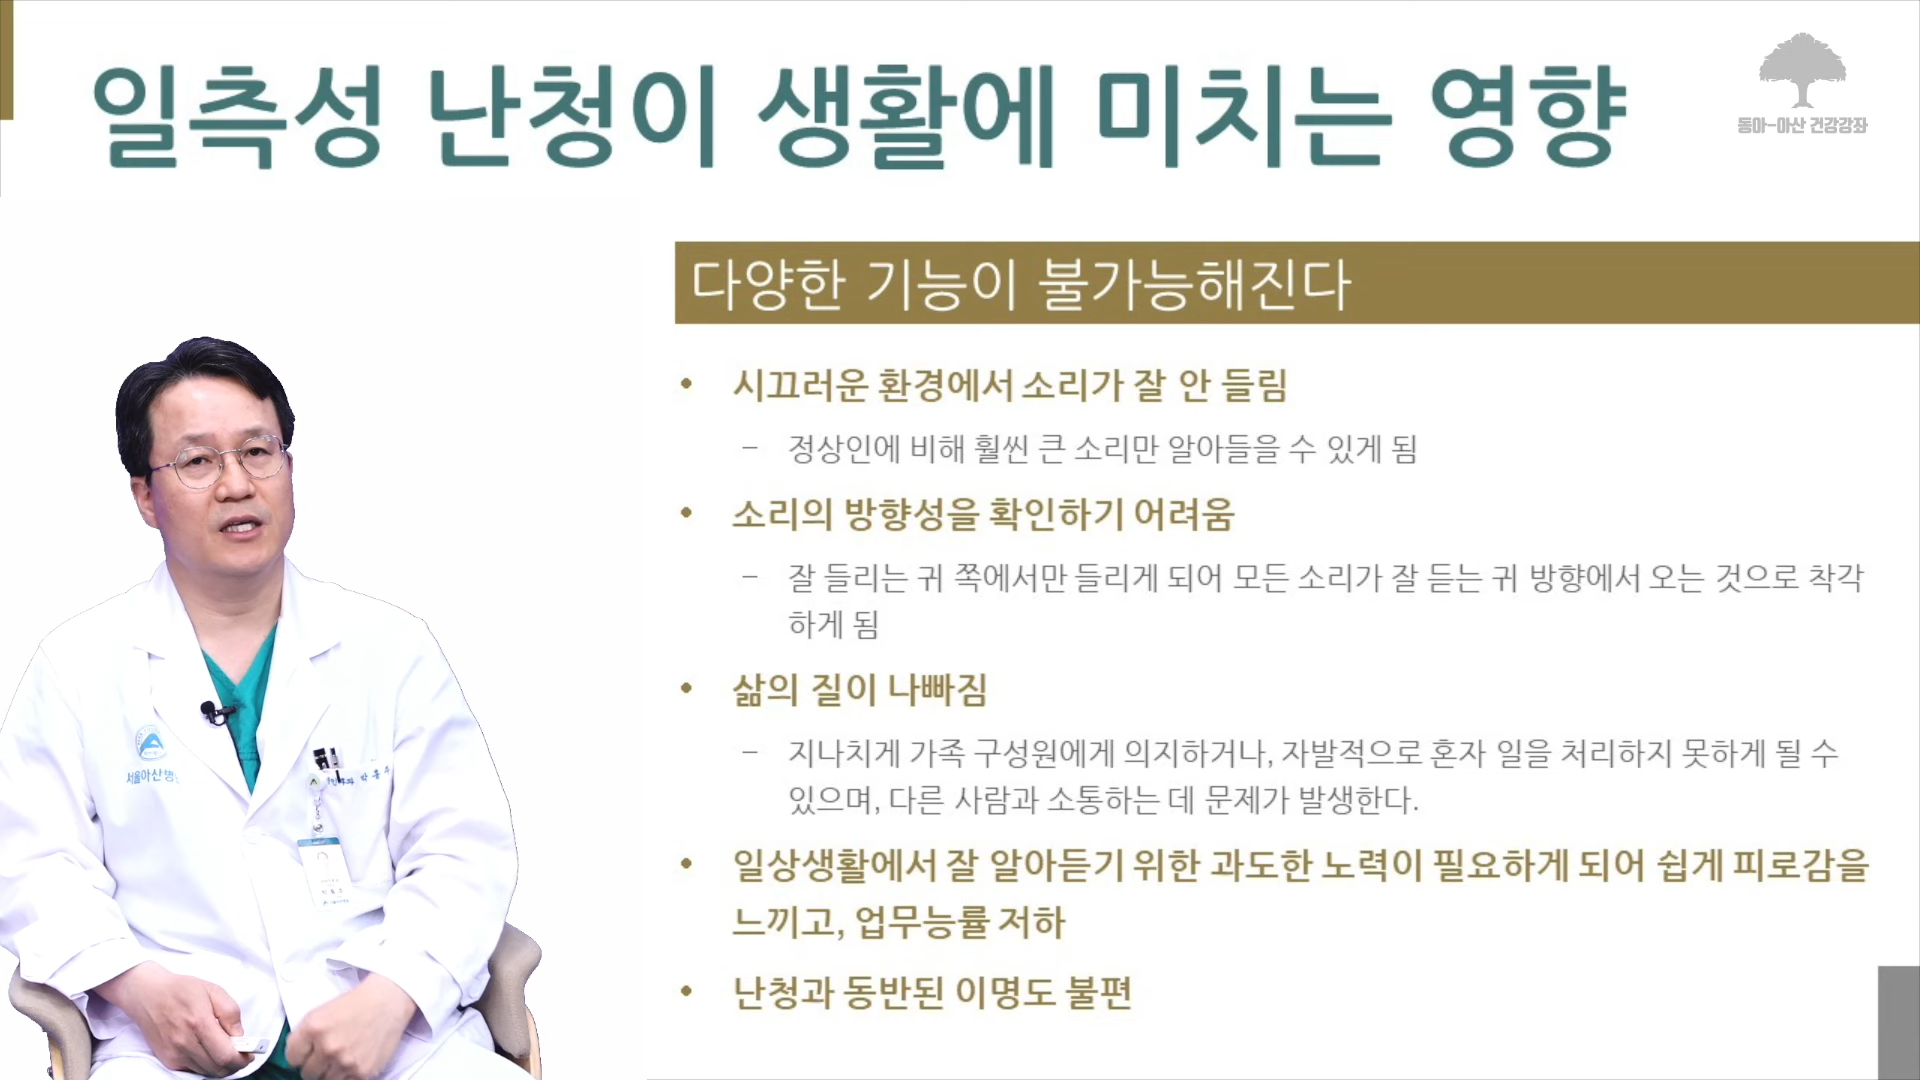 일측성 난청이 생활에 미치는 영향
동아-아산 건강강좌
다양한 기능이 불가능해진다
• 시끄러운 환경에서 소리가 잘 안 들림
– 정상인에 비해 훨씬 큰 소리만 알아들을 수 있게 됨
• 소리의 방향성을 확인하기 어려움
– 잘 들리는 귀 쪽에서만 들리게 되어 모든 소리가 잘 듣는 귀 방향에서 오는 것으로 착각
하게 됨
• 삶의 질이 나빠짐
– 지나치게 가족 구성원에게 의지하거나, 자발적으로 혼자 일을 처리하지 못하게 될 수
있으며, 다른 사람과 소통하는 데 문제가 발생한다.
• 일상생활에서 잘 알아듣기 위한 과도한 노력이 필요하게 되어 쉽게 피로감을
느끼고, 업무능률 저하
• 난청과 동반된 이명도 불편
서울아산병